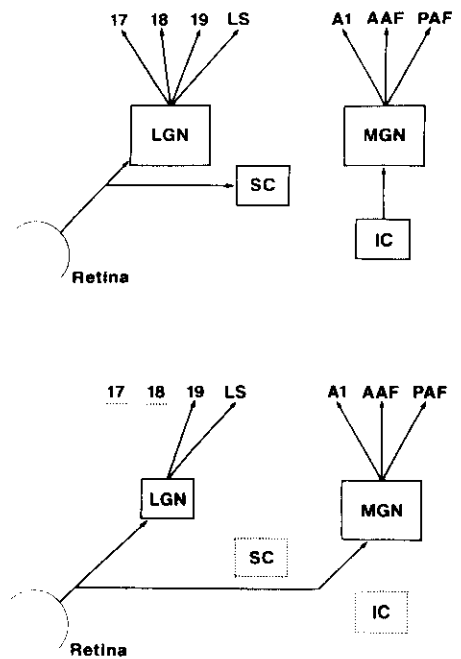 17 18 19 LS A1 AAF PAF
LGN MGN
SC
IC
Retina
17 18 19 LS A1 AAF PAF
LGN MGN
SC
IC
Retina